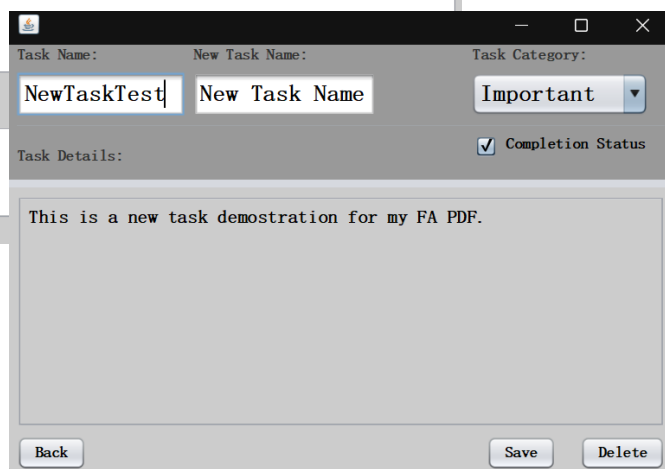 Task Name: New Task Name: Task Category:
NewTaskTest New Task Name Important
Completion Status
Task Details:
This is a new task demostration for my FA PDF.
Back Save Delete